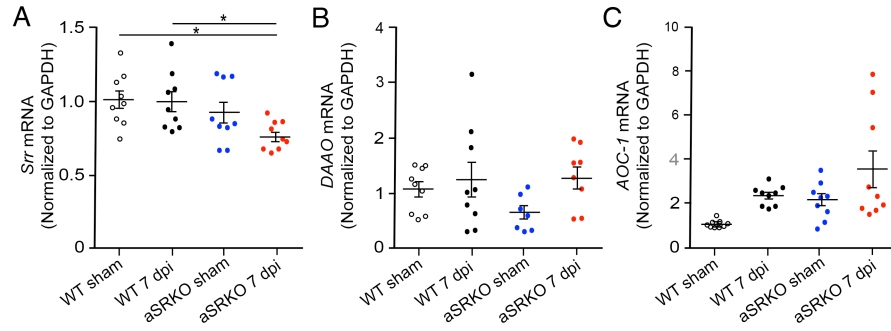 A
Srr mRNA
(Normalized to GAPDH)
1.5
1.0
0.5
0
*
*
WT sham
WT 7 dpi
aSRKO sham
aSRKO 7 dpi
B
DAAO mRNA
(Normalized to GAPDH)
4
3
2
1
0
WT sham
WT 7 dpi
aSRKO sham
aSRKO 7 dpi
C
AOC-1 mRNA
(Normalized to GAPDH)
10
8
6
4
2
0
WT sham
WT 7 dpi
aSRKO sham
aSRKO 7 dpi